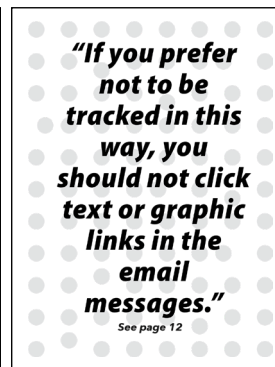 “If you prefer
not to be
tracked in this
way, you
should not click
text or graphic
links in the
email
messages.”
See page 12